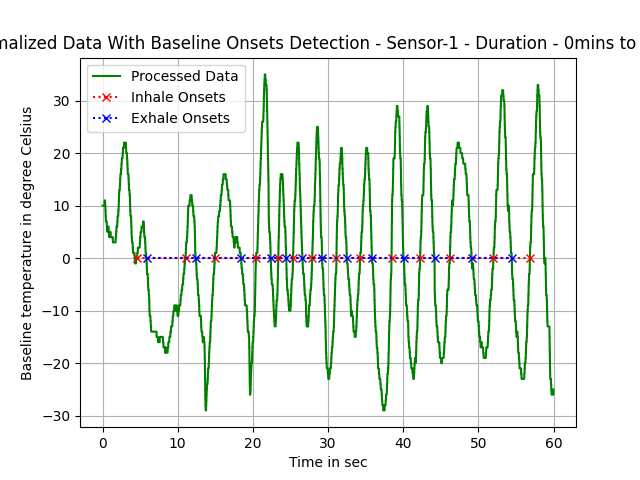 malized Data With Baseline Onsets Detection - Sensor-1 - Duration - 0mins to
Processed Data
Inhale Onsets
Exhale Onsets
Baseline temperature in degree Celsius
30
20
10
0
−10
−20
−30
0 10 20 30 40 50 60
Time in sec